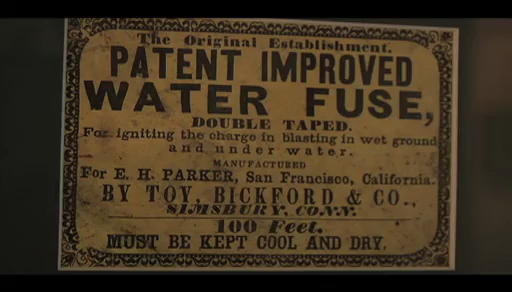 The Original Establishment.
PATENT IMPROVED
WATER FUSE,
DOUBLE TAPED.
For igniting the charge in blasting in wet ground
and under water.
MANUFACTURED
For E. H. PARKER, San Francisco, California.
BY TOY, BICKFORD & CO.,
SIMSBURY, CONN.
100 Feet.
MUST BE KEPT COOL AND DRY.